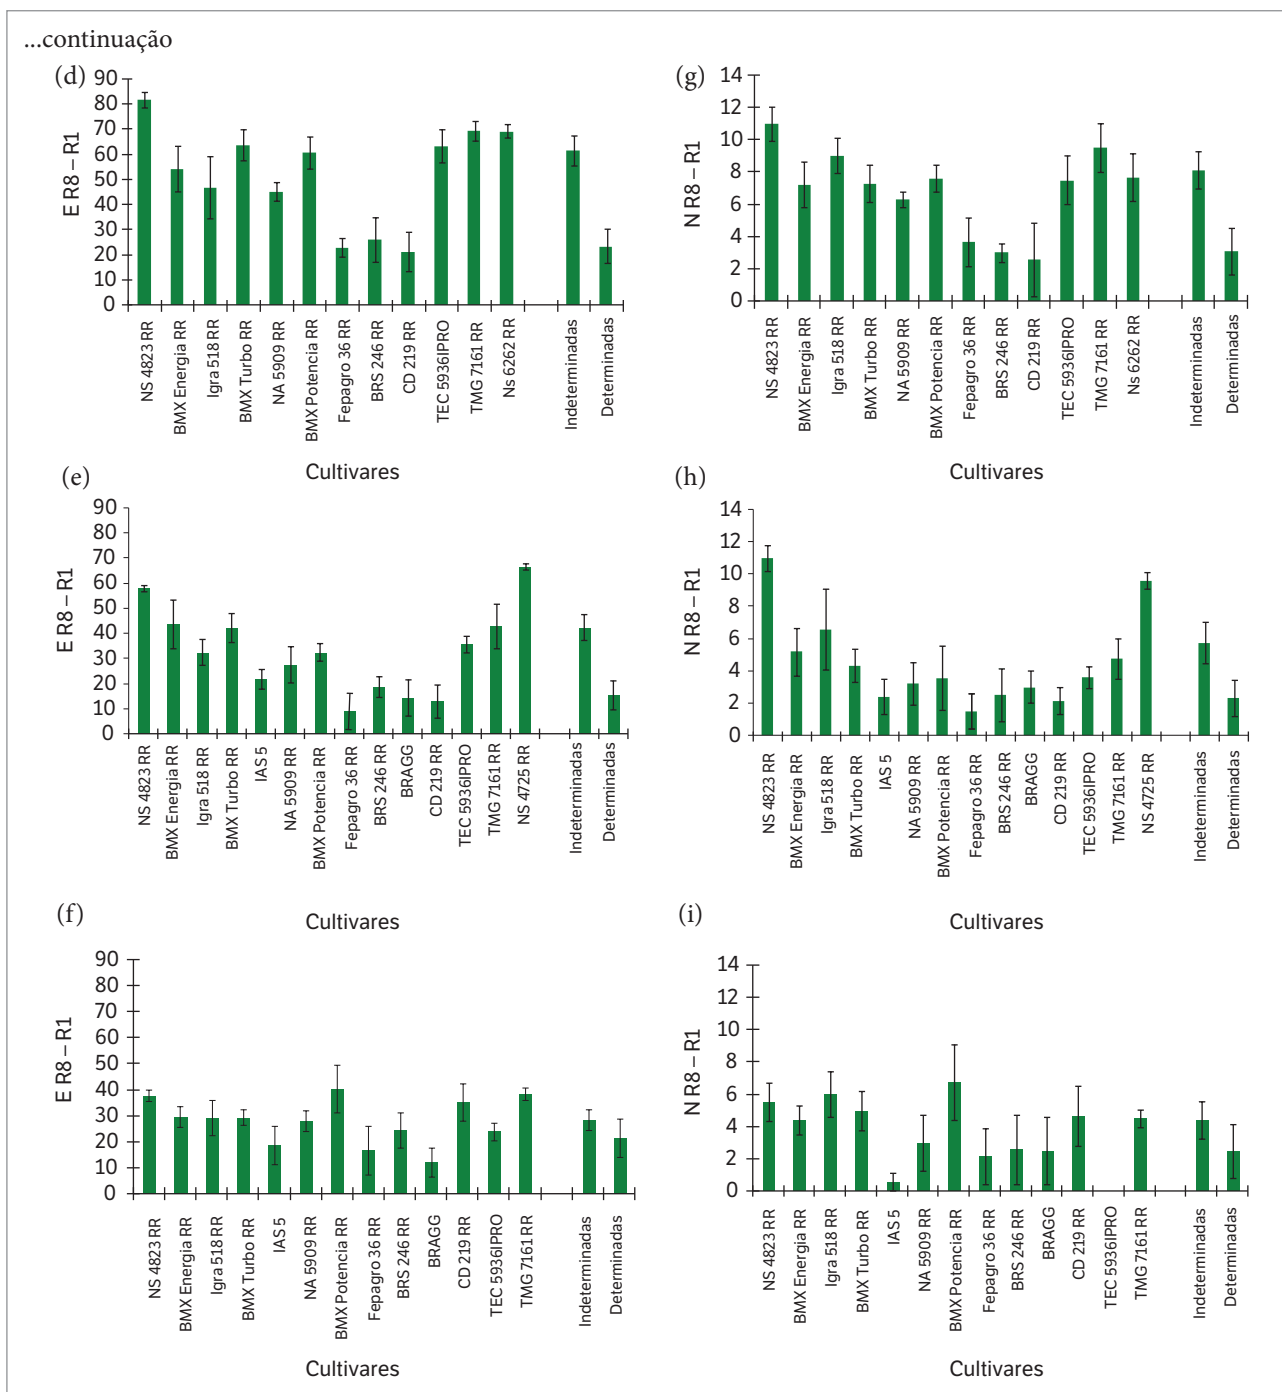 ...continuação
(d)
E R8 – R1
90
80
70
60
50
40
30
20
10
0
NS 4823 RR
BMX Energia RR
Igra 518 RR
BMX Turbo RR
NA 5909 RR
BMX Potencia RR
Fepagro 36 RR
BRS 246 RR
CD 219 RR
TEC 5936IPRO
TMG 7161 RR
Ns 6262 RR
Indeterminadas
Determinadas
Cultivares
(g)
N R8 – R1
14
12
10
8
6
4
2
0
NS 4823 RR
BMX Energia RR
Igra 518 RR
BMX Turbo RR
NA 5909 RR
BMX Potencia RR
Fepagro 36 RR
BRS 246 RR
CD 219 RR
TEC 5936IPRO
TMG 7161 RR
Ns 6262 RR
Indeterminadas
Determinadas
Cultivares
(e)
E R8 – R1
90
80
70
60
50
40
30
20
10
0
NS 4823 RR
BMX Energia RR
Igra 518 RR
BMX Turbo RR
IAS 5
NA 5909 RR
BMX Potencia RR
Fepagro 36 RR
BRS 246 RR
BRAGG
CD 219 RR
TEC 5936IPRO
TMG 7161 RR
NS 4725 RR
Indeterminadas
Determinadas
Cultivares
(h)
N R8 – R1
14
12
10
8
6
4
2
0
NS 4823 RR
BMX Energia RR
Igra 518 RR
BMX Turbo RR
IAS 5
NA 5909 RR
BMX Potencia RR
Fepagro 36 RR
BRS 246 RR
BRAGG
CD 219 RR
TEC 5936IPRO
TMG 7161 RR
NS 4725 RR
Indeterminadas
Determinadas
Cultivares
(f)
E R8 – R1
90
80
70
60
50
40
30
20
10
0
NS 4823 RR
BMX Energia RR
Igra 518 RR
BMX Turbo RR
IAS 5
NA 5909 RR
BMX Potencia RR
Fepagro 36 RR
BRS 246 RR
BRAGG
CD 219 RR
TEC 5936IPRO
TMG 7161 RR
Indeterminadas
Determinadas
Cultivares
(i)
N R8 – R1
14
12
10
8
6
4
2
0
NS 4823 RR
BMX Energia RR
Igra 518 RR
BMX Turbo RR
IAS 5
NA 5909 RR
BMX Potencia RR
Fepagro 36 RR
BRS 246 RR
BRAGG
CD 219 RR
TEC 5936IPRO
TMG 7161 RR
Indeterminadas
Determinadas
Cultivares